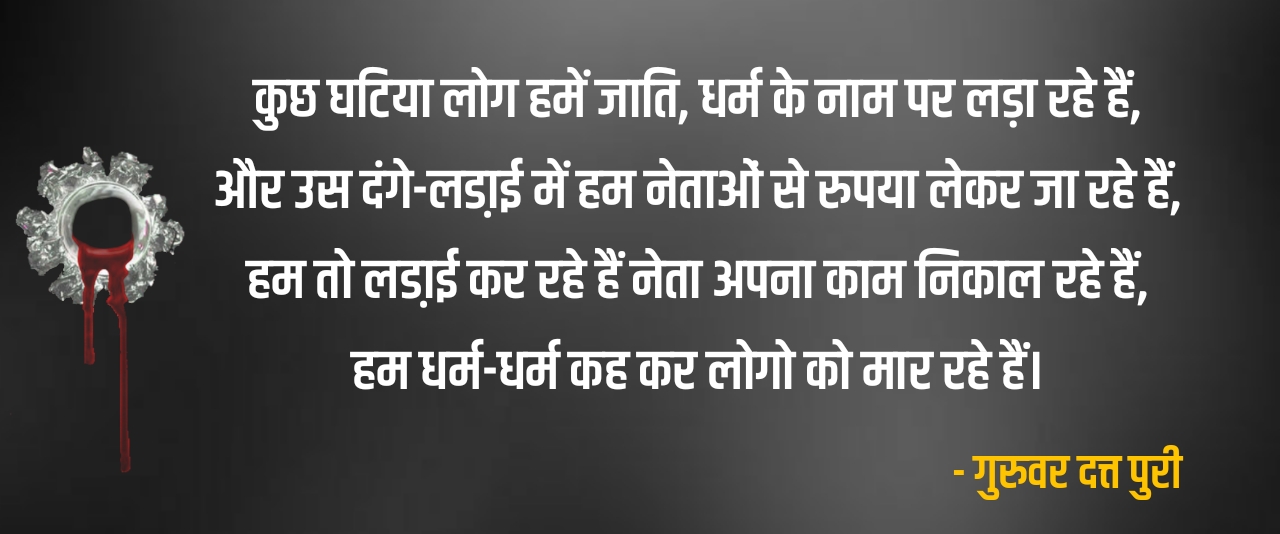 कुछ घटिया लोग हमें जाति, धर्म के नाम पर लड़ा रहे हैं,
और उस दंगे-लडा़ई में हम नेताओं से रुपया लेकर जा रहे हैं,
हम तो लडा़ई कर रहे हैं नेता अपना काम निकाल रहे हैं,
हम धर्म-धर्म कह कर लोगो को मार रहे हैं।
- गुरुवर दत्त पुरी